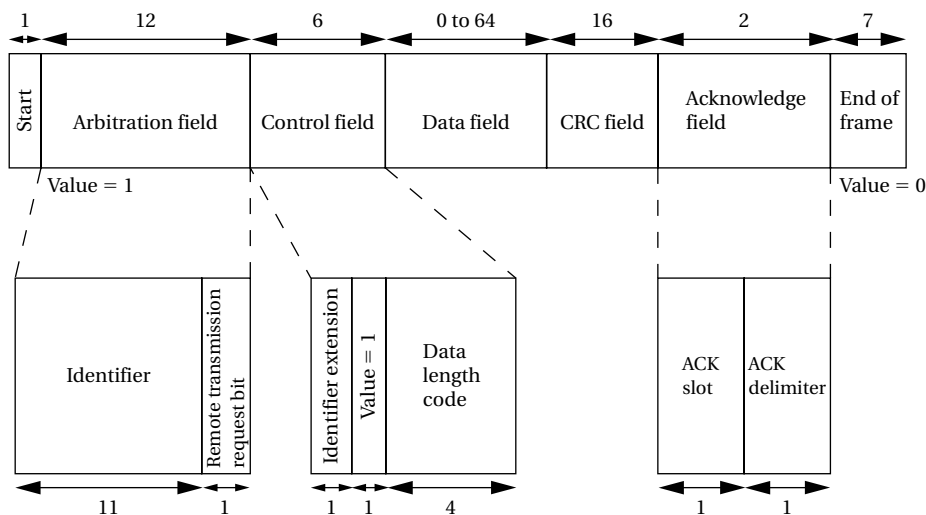 1 12 6 0 to 64 16 2 7
Start
Arbitration field
Control field
Data field
CRC field
Acknowledge
field
End of
frame
Value = 1
Value = 0
Identifier
Remote transmission
request bit
Identifier extension
Value = 1
Data
length
code
ACK
slot
ACK
delimiter
11 1 1 1 4 1 1